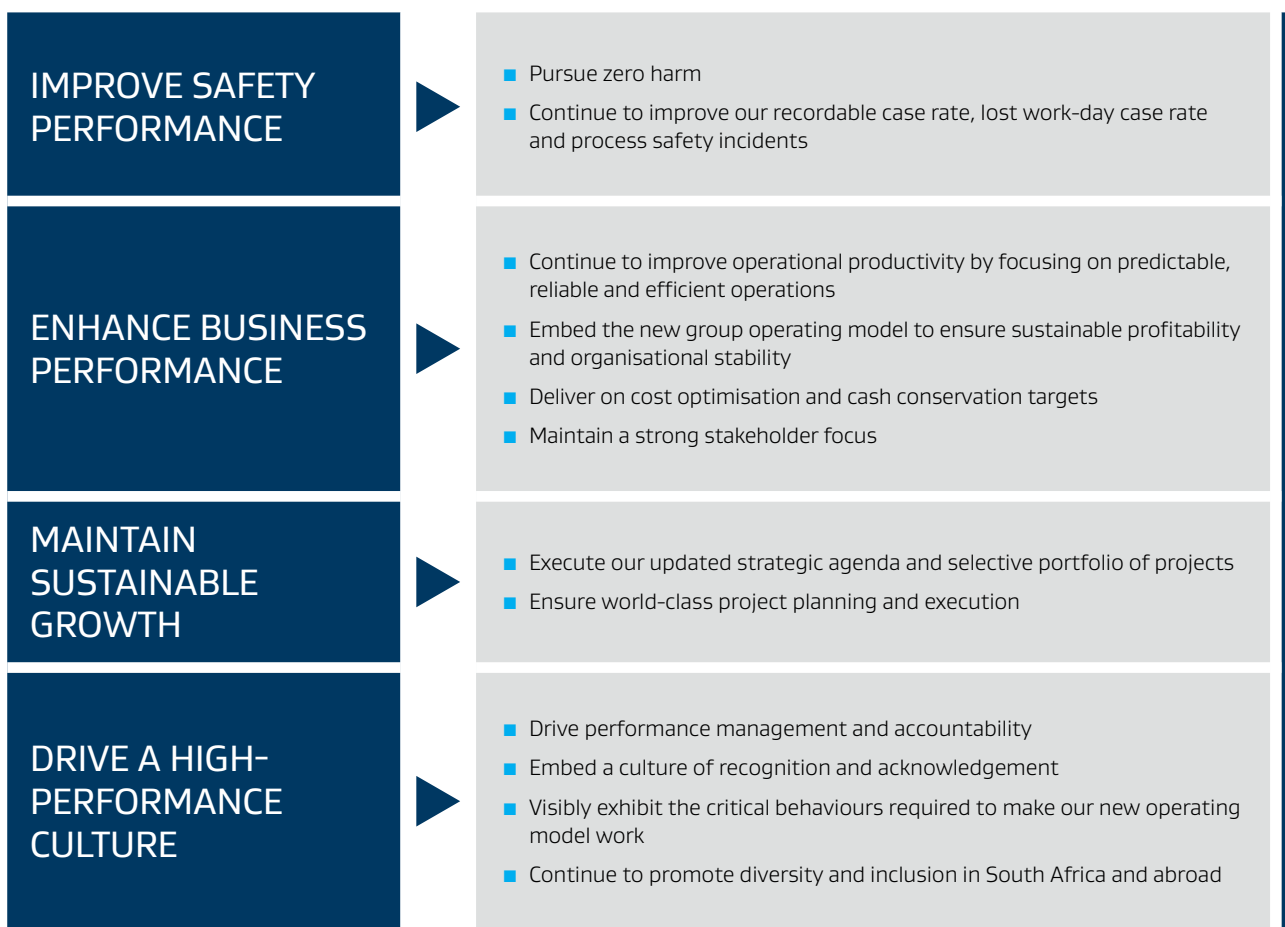 IMPROVE SAFETY
PERFORMANCE
■ Pursue zero harm
■ Continue to improve our recordable case rate, lost work-day case rate
and process safety incidents
ENHANCE BUSINESS
PERFORMANCE
■ Continue to improve operational productivity by focusing on predictable,
reliable and efficient operations
■ Embed the new group operating model to ensure sustainable profitability
and organisational stability
■ Deliver on cost optimisation and cash conservation targets
■ Maintain a strong stakeholder focus
MAINTAIN
SUSTAINABLE
GROWTH
■ Execute our updated strategic agenda and selective portfolio of projects
■ Ensure world-class project planning and execution
DRIVE A HIGH-
PERFORMANCE
CULTURE
■ Drive performance management and accountability
■ Embed a culture of recognition and acknowledgement
■ Visibly exhibit the critical behaviours required to make our new operating
model work
■ Continue to promote diversity and inclusion in South Africa and abroad